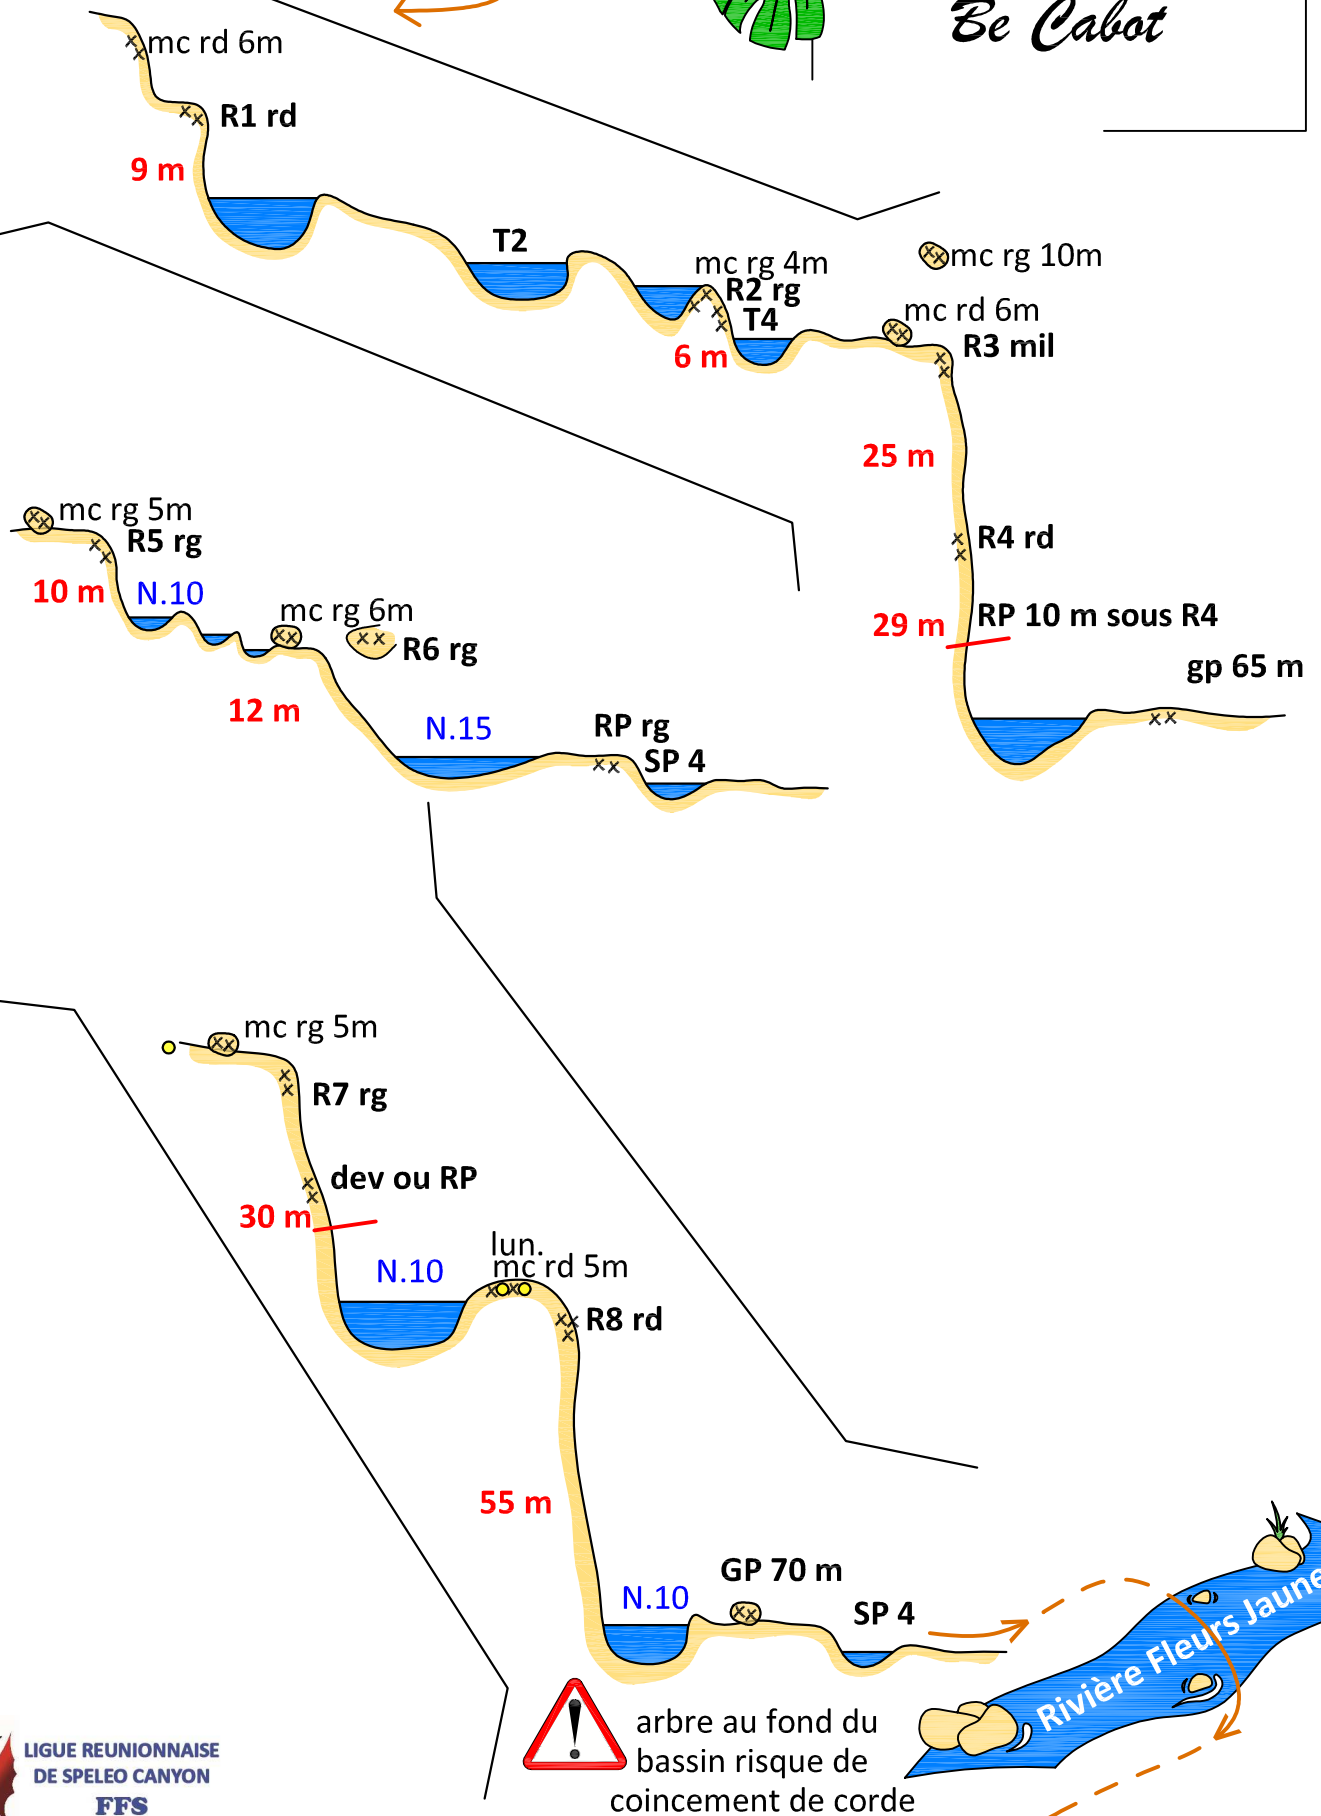 Be Cabot
mc rd 6m
R1 rd
9 m
T2
mc rg 4m
R2 rg
T4
6 m
mc rg 10m
mc rd 6m
R3 mil
25 m
R4 rd
29 m
RP 10 m sous R4
gp 65 m
mc rg 5m
R5 rg
10 m
N.10
mc rg 6m
R6 rg
12 m
N.15
RP rg
SP 4
mc rg 5m
R7 rg
dev ou RP
30 m
N.10
lun.
mc rd 5m
R8 rd
55 m
N.10
GP 70 m
SP 4
Rivière Fleurs Jaune
arbre au fond du
bassin risque de
coincement de corde
LIGUE REUNIONNAISE
DE SPELEO CANYON
FFS